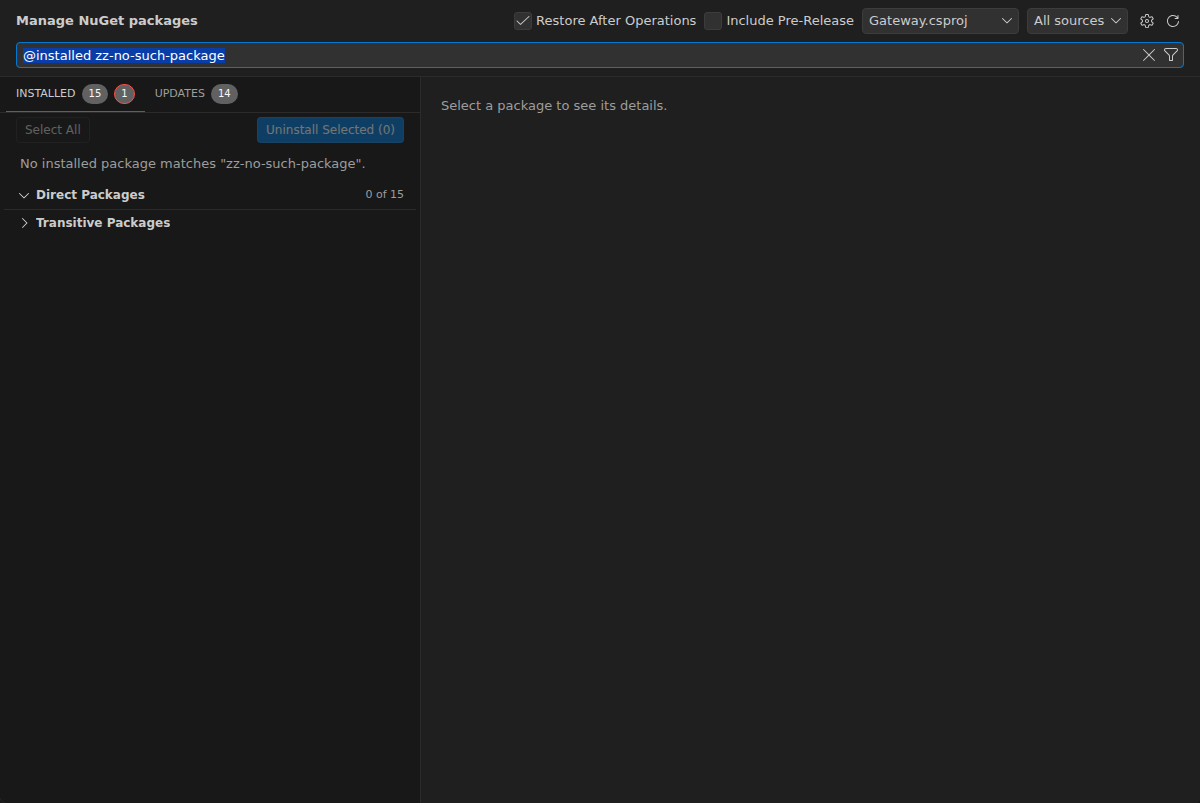 Manage NuGet packages
Restore After Operations
Include Pre-Release
Gateway.csproj
All sources
@installed zz-no-such-package
INSTALLED 15 1 UPDATES 14
Select All
Uninstall Selected (0)
No installed package matches "zz-no-such-package".
Direct Packages 0 of 15
Transitive Packages
Select a package to see its details.